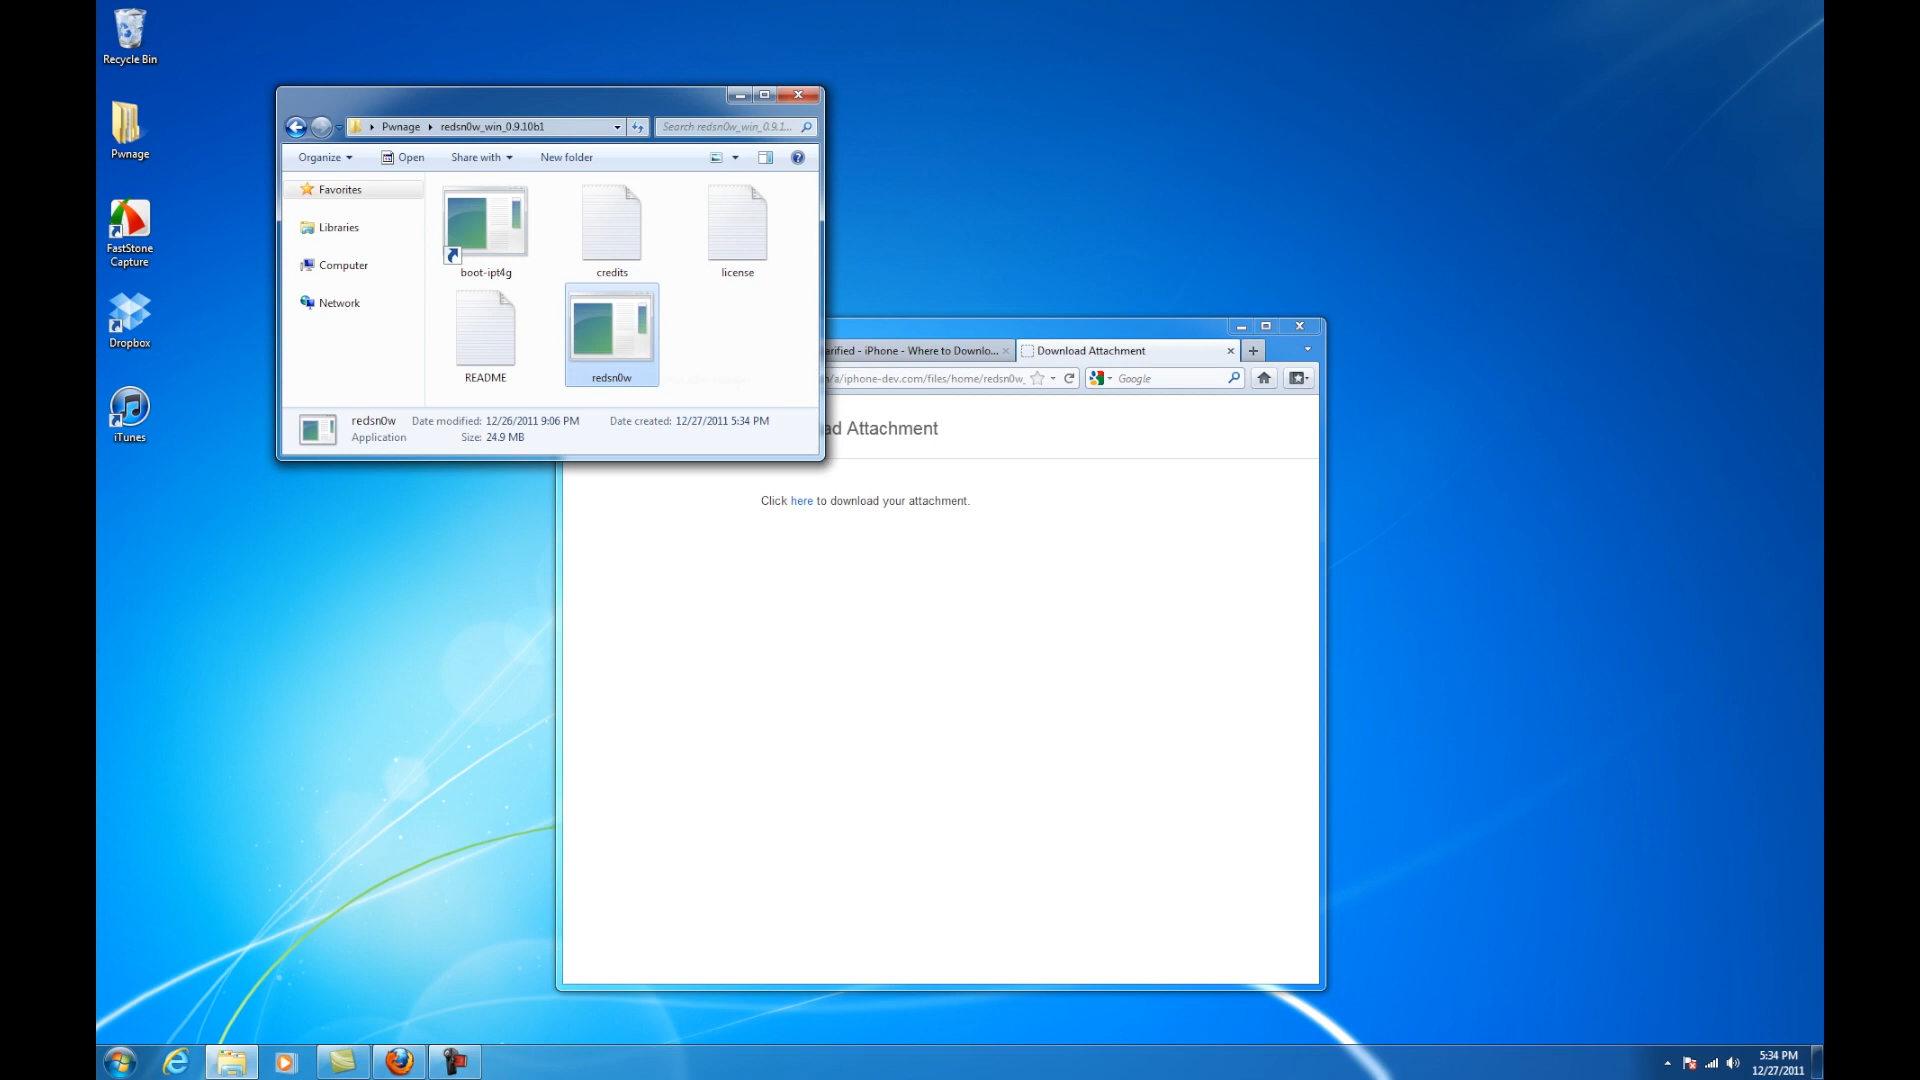 Recycle Bin
Pwnage
FastStone
Capture
Dropbox
iTunes
Pwnage redsn0w_win_0.9.10b1
Search redsn0w_win_0.9.1...
Organize Open Share with New folder
Favorites
Libraries
Computer
Network
boot-ipt4g credits license
README redsn0w
redsn0w Date modified: 12/26/2011 9:06 PM Date created: 12/27/2011 5:34 PM
Application Size: 24.9 MB
arified - iPhone - Where to Downlo... Download Attachment
/a/iphone-dev.com/files/home/redsn0w_ Google
ad Attachment
Click here to download your attachment.
5:34 PM
12/27/2011